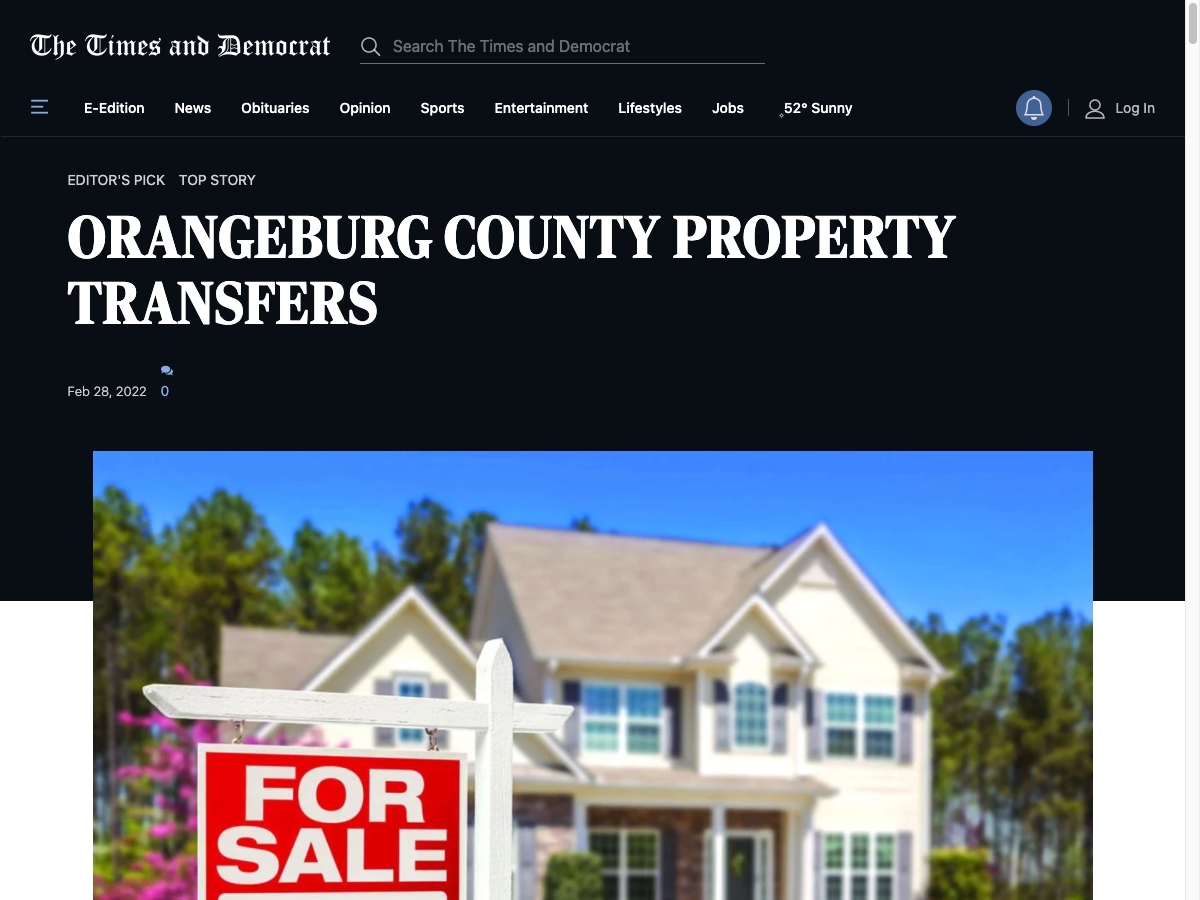 The Times and Democrat
Search The Times and Democrat
E-Edition News Obituaries Opinion Sports Entertainment Lifestyles Jobs 52° Sunny Log In
EDITOR'S PICK TOP STORY
ORANGEBURG COUNTY PROPERTY
TRANSFERS
Feb 28, 2022 0
FOR
SALE